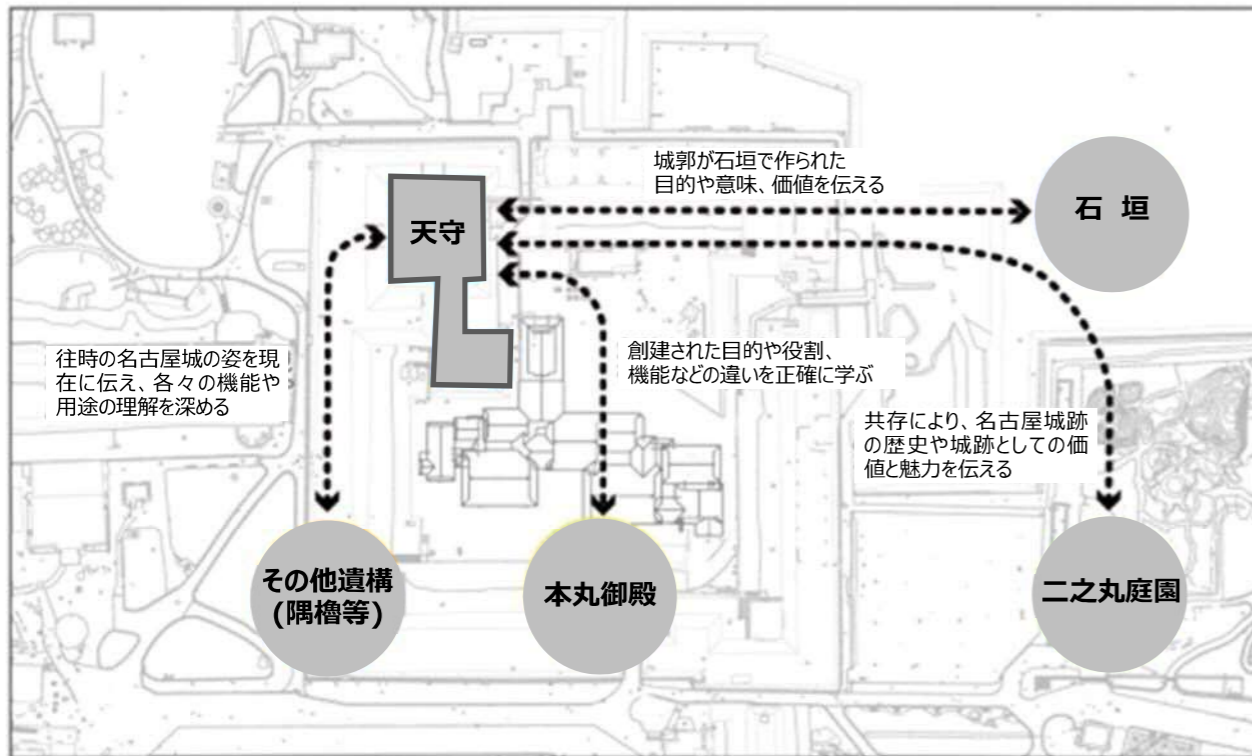 城郭が石垣で作られた
目的や意味、価値を伝える
石 垣
天守
往時の名古屋城の姿を現
在に伝え、各々の機能や
用途の理解を深める
創建された目的や役割、
機能などの違いを正確に学ぶ
共存により、名古屋城跡
の歴史や城跡としての価
値と魅力を伝える
その他遺構
(隅櫓等)
本丸御殿
二之丸庭園